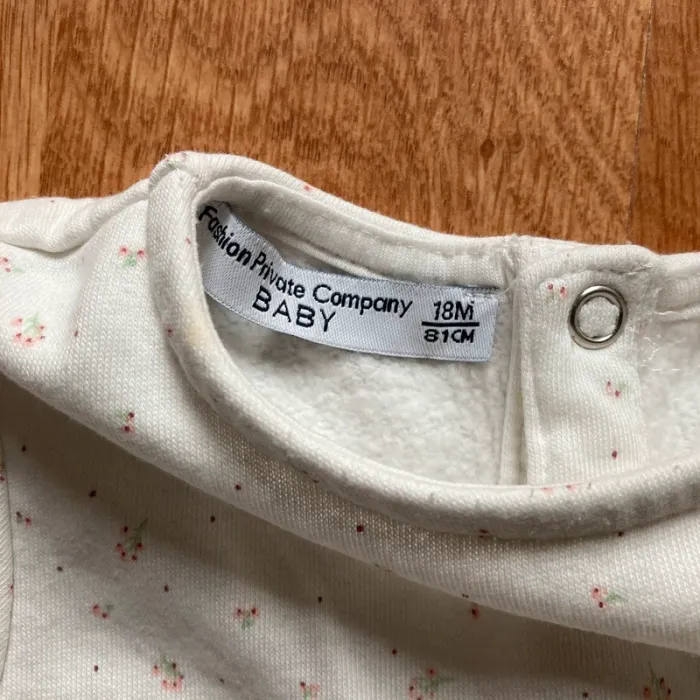 Fashion Private Company
BABY
18M
81CM